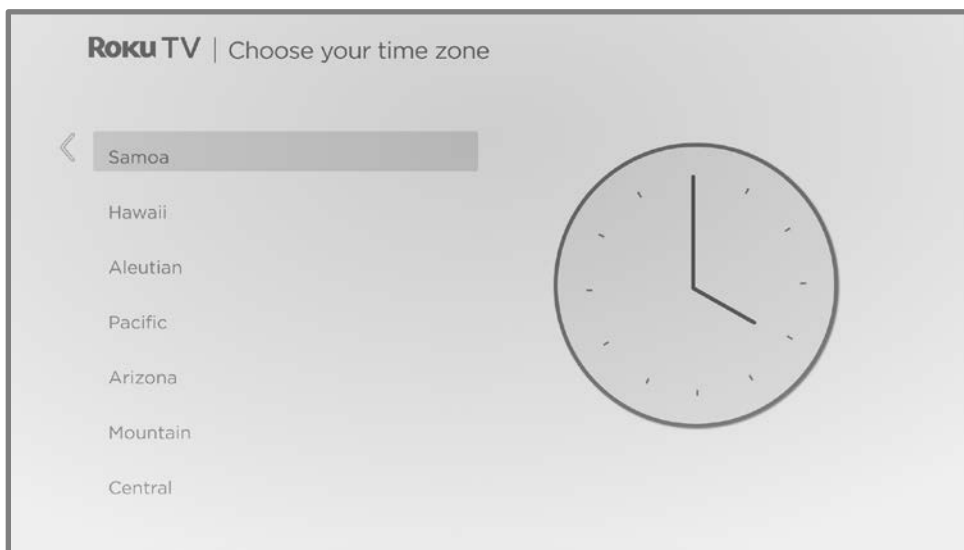 Roku TV | Choose your time zone
Samoa
Hawaii
Aleutian
Pacific
Arizona
Mountain
Central